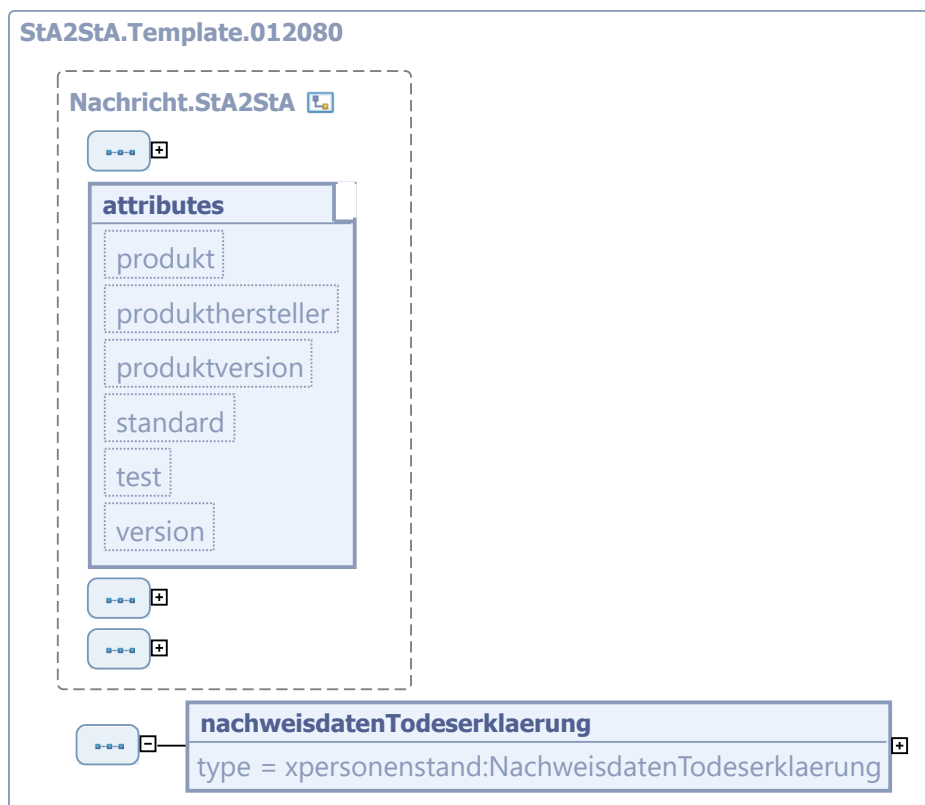 StA2StA.Template.012080
Nachricht.StA2StA
attributes
produkt
produkthersteller
produktversion
standard
test
version
nachweisdatenTodeserklaerung
type = xpersonenstand:NachweisdatenTodeserklaerung